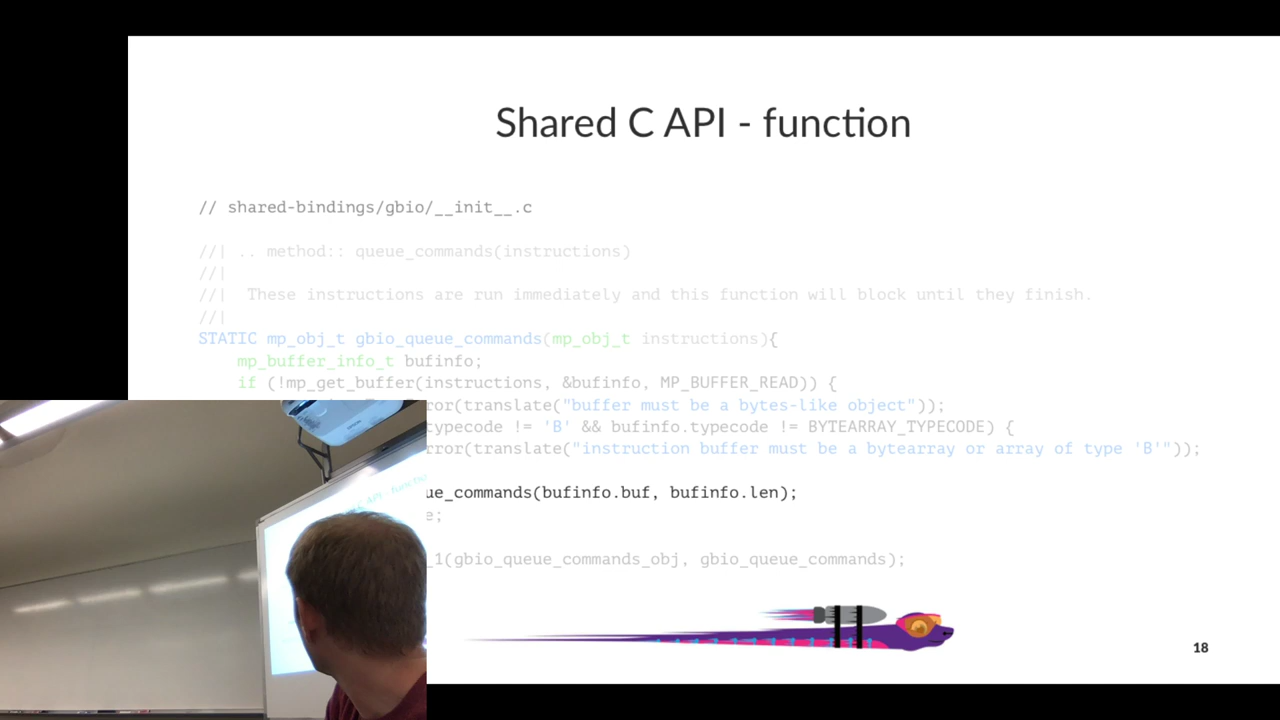 Shared C API - function
// shared-bindings/gbio/__init__.c
//| .. method:: queue_commands(instructions)
//|
//|  These instructions are run immediately and this function will block until they finish.
//|
STATIC mp_obj_t gbio_queue_commands(mp_obj_t instructions){
mp_buffer_info_t bufinfo;
if (!mp_get_buffer(instructions, &bufinfo, MP_BUFFER_READ)) {
ror(translate("buffer must be a bytes-like object"));
typecode != 'B' && bufinfo.typecode != BYTEARRAY_TYPECODE) {
ror(translate("instruction buffer must be a bytearray or array of type 'B'"));
ue_commands(bufinfo.buf, bufinfo.len);
e;
_1(gbio_queue_commands_obj, gbio_queue_commands);
C API - function
18